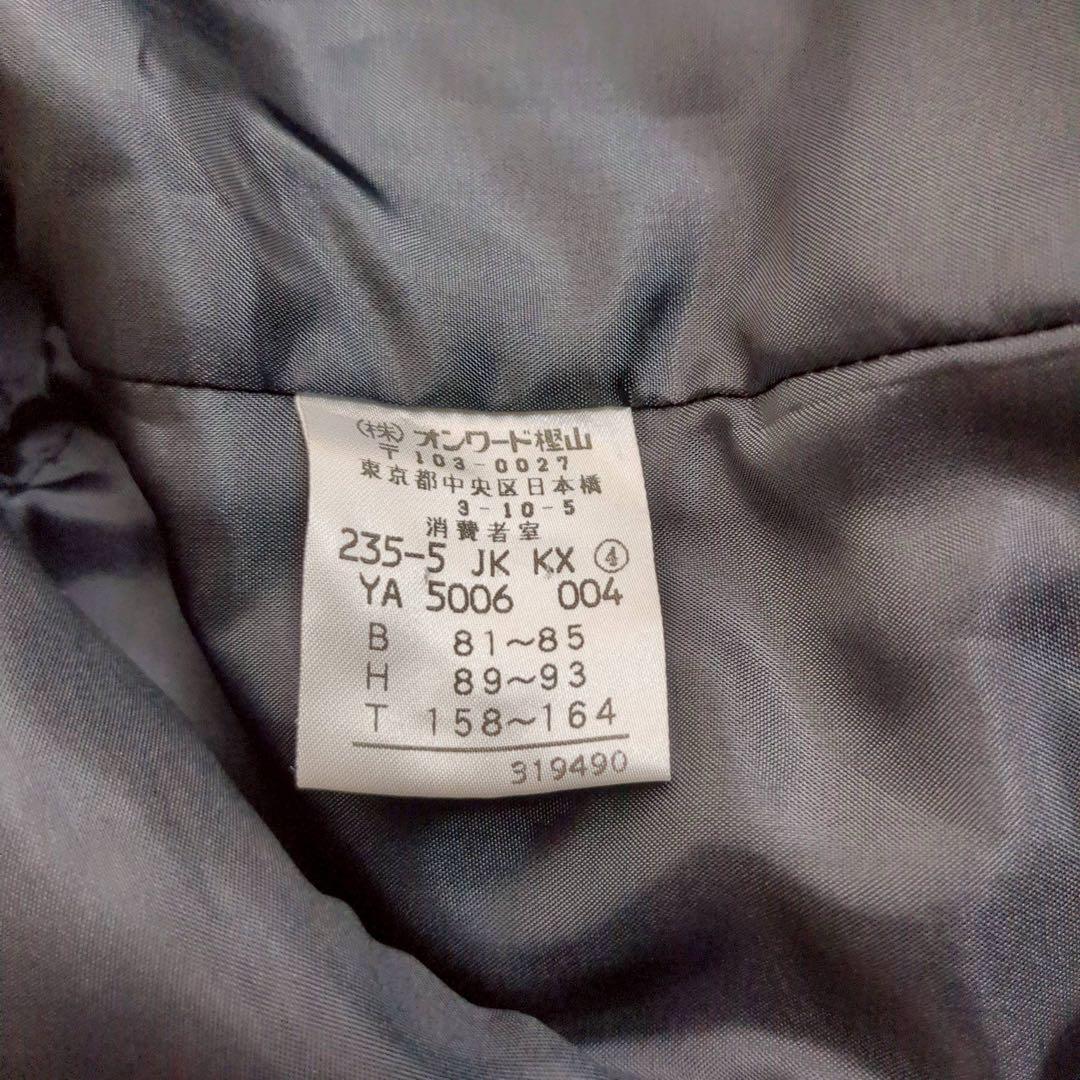 (株)オンワード樫山
〒103-0027
東京都中央区日本橋
3-10-5
消費者室
235-5 JK KX ④
YA 5006 004
B 81～85
H 89～93
T 158～164
319490